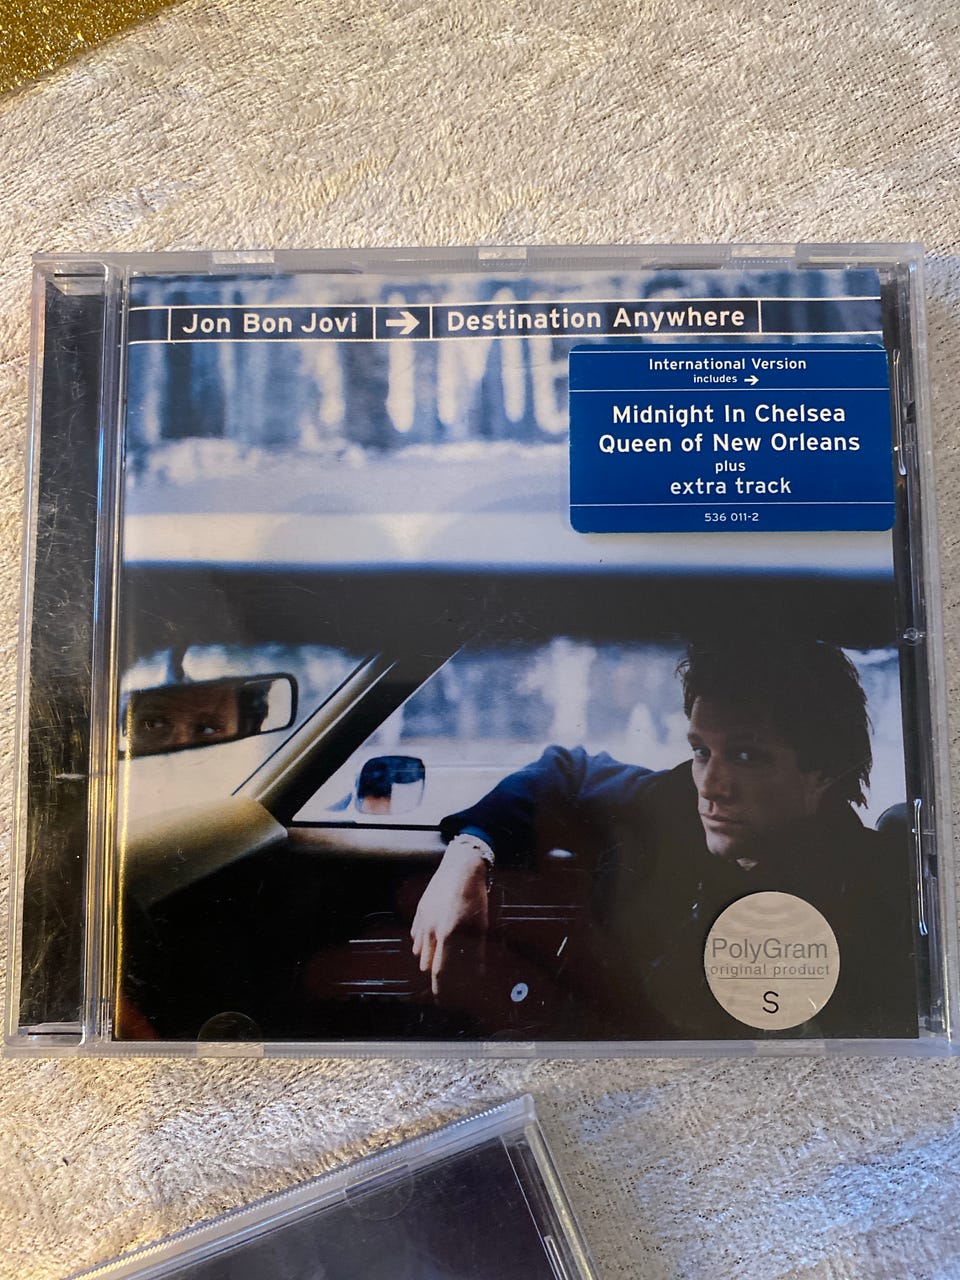 Jon Bon Jovi → Destination Anywhere
International Version
includes →
Midnight In Chelsea
Queen of New Orleans
plus
extra track
536 011-2
PolyGram
original product
S